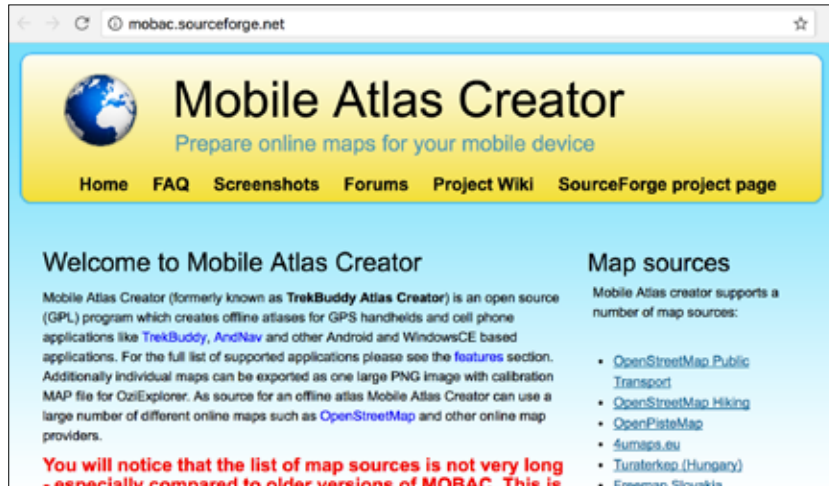 mobac.sourceforge.net
Mobile Atlas Creator
Prepare online maps for your mobile device
Home FAQ Screenshots Forums Project Wiki SourceForge project page
Welcome to Mobile Atlas Creator
Mobile Atlas Creator (formerly known as TrekBuddy Atlas Creator) is an open source
(GPL) program which creates offline atlases for GPS handhelds and cell phone
applications like TrekBuddy, AndNav and other Android and WindowsCE based
applications. For the full list of supported applications please see the features section.
Additionally individual maps can be exported as one large PNG image with calibration
MAP file for OziExplorer. As source for an offline atlas Mobile Atlas Creator can use a
large number of different online maps such as OpenStreetMap and other online map
providers.
You will notice that the list of map sources is not very long
- especially compared to older versions of MOBAC. This is
Map sources
Mobile Atlas creator supports a
number of map sources:
OpenStreetMap Public
Transport
OpenStreetMap Hiking
OpenPisteMap
4umaps.eu
Turaterkep (Hungary)
Freemap Slovakia